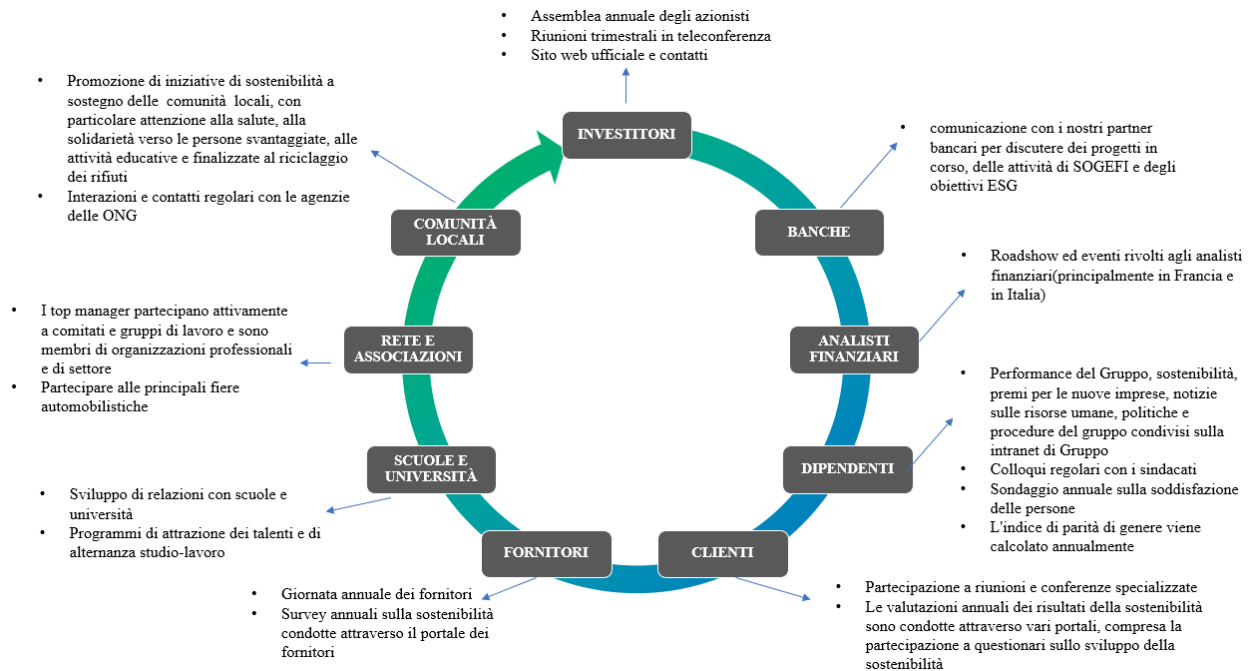 • Assemblea annuale degli azionisti
• Riunioni trimestrali in teleconferenza
• Sito web ufficiale e contatti
INVESTITORI
• comunicazione con i nostri partner
bancari per discutere dei progetti in
corso, delle attività di SOGEFI e degli
obiettivi ESG
BANCHE
• Roadshow ed eventi rivolti agli analisti
finanziari(principalmente in Francia e
in Italia)
ANALISTI
FINANZIARI
• Performance del Gruppo, sostenibilità,
premi per le nuove imprese, notizie
sulle risorse umane, politiche e
procedure del gruppo condivisi sulla
intranet di Gruppo
• Colloqui regolari con i sindacati
• Sondaggio annuale sulla soddisfazione
delle persone
• L'indice di parità di genere viene
calcolato annualmente
DIPENDENTI
CLIENTI
• Partecipazione a riunioni e conferenze specializzate
• Le valutazioni annuali dei risultati della sostenibilità
sono condotte attraverso vari portali, compresa la
partecipazione a questionari sullo sviluppo della
sostenibilità
FORNITORI
• Giornata annuale dei fornitori
• Survey annuali sulla sostenibilità
condotte attraverso il portale dei
fornitori
SCUOLE E
UNIVERSITÀ
• Sviluppo di relazioni con scuole e
università
• Programmi di attrazione dei talenti e di
alternanza studio-lavoro
RETE E
ASSOCIAZIONI
• I top manager partecipano attivamente
a comitati e gruppi di lavoro e sono
membri di organizzazioni professionali
e di settore
• Partecipare alle principali fiere
automobilistiche
COMUNITÀ
LOCALI
• Promozione di iniziative di sostenibilità a
sostegno delle comunità locali, con
particolare attenzione alla salute, alla
solidarietà verso le persone svantaggiate, alle
attività educative e finalizzate al riciclaggio
dei rifiuti
• Interazioni e contatti regolari con le agenzie
delle ONG